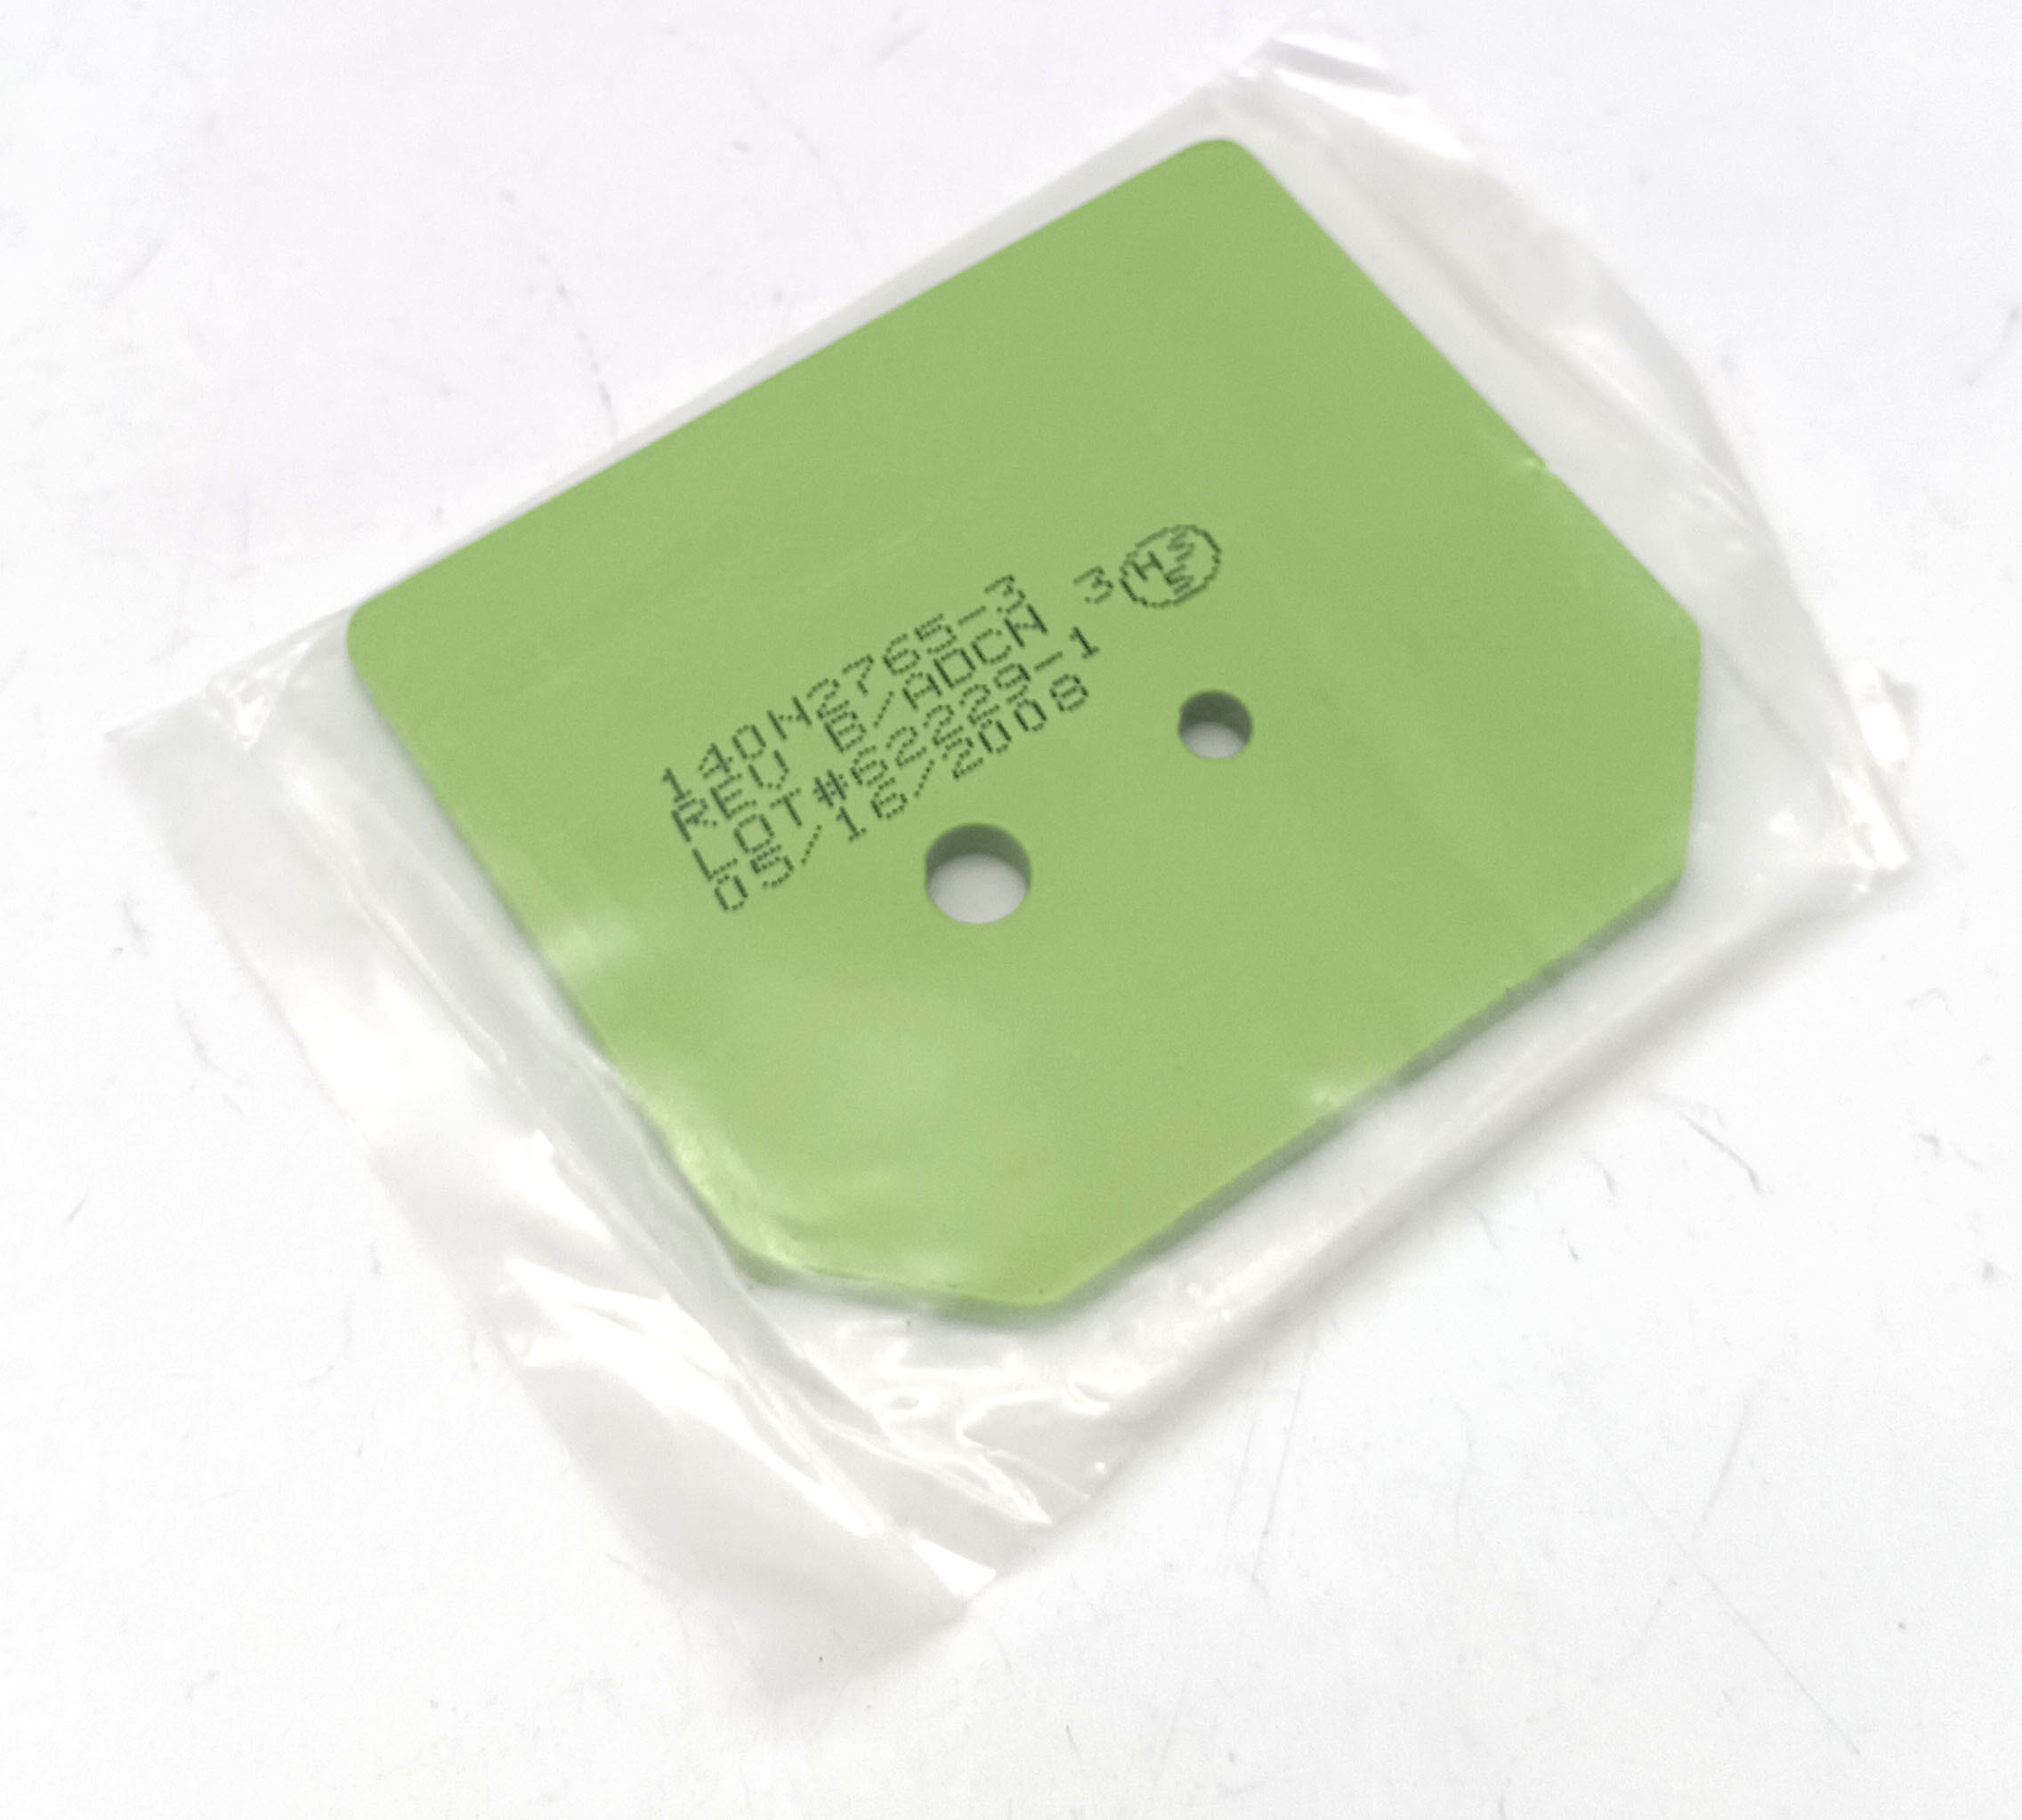 140N2765-3
REV B/ADCN 3
LOT#62229-1
05/16/2008